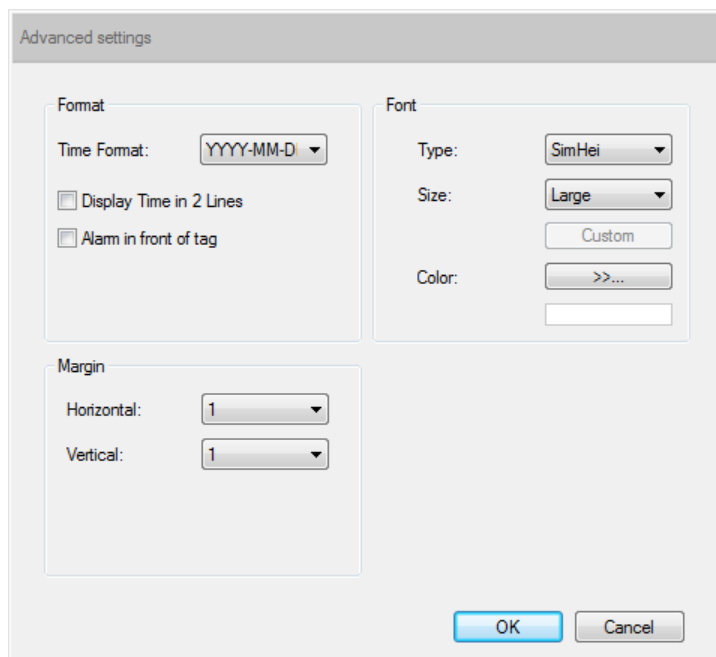 Advanced settings
Format
Time Format: YYYY-MM-D
Display Time in 2 Lines
Alarm in front of tag
Font
Type: SimHei
Size: Large
Custom
Color: >>...
Margin
Horizontal: 1
Vertical: 1
OK Cancel